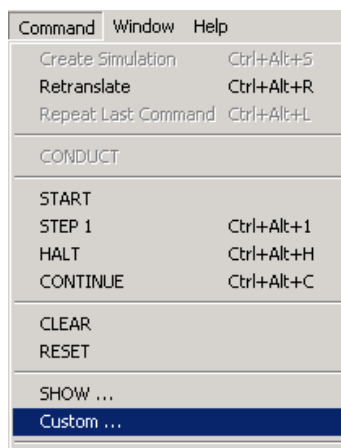 Command Window Help
Create Simulation Ctrl+Alt+S
Retranslate Ctrl+Alt+R
Repeat Last Command Ctrl+Alt+L
CONDUCT
START
STEP 1 Ctrl+Alt+1
HALT Ctrl+Alt+H
CONTINUE Ctrl+Alt+C
CLEAR
RESET
SHOW ...
Custom ...